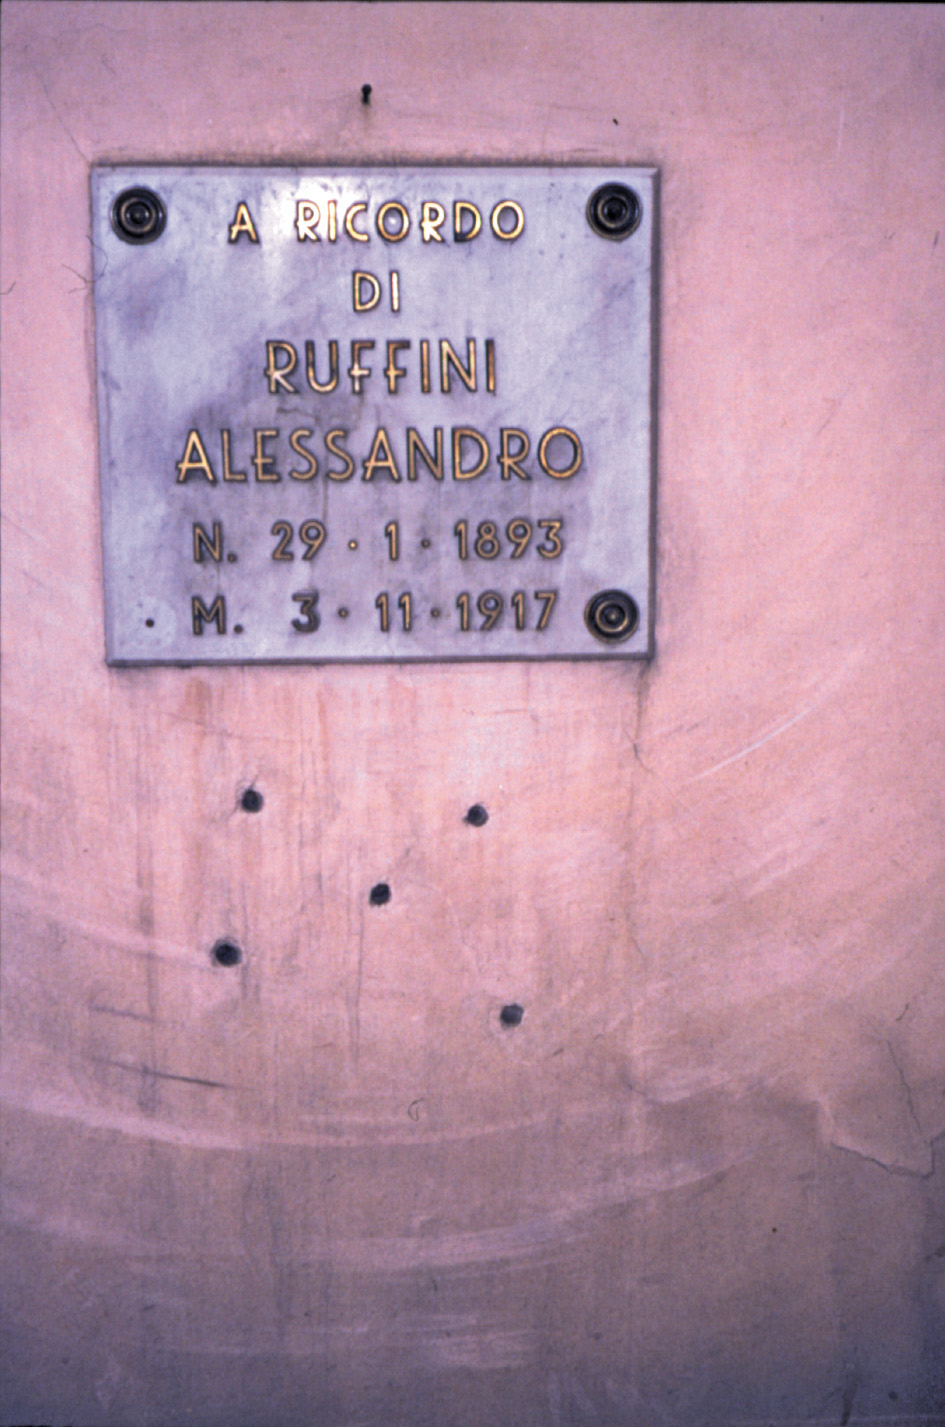 A RICORDO
DI
RUFFINI
ALESSANDRO
N. 29 · 1 · 1893
M. 3 · 11 · 1917